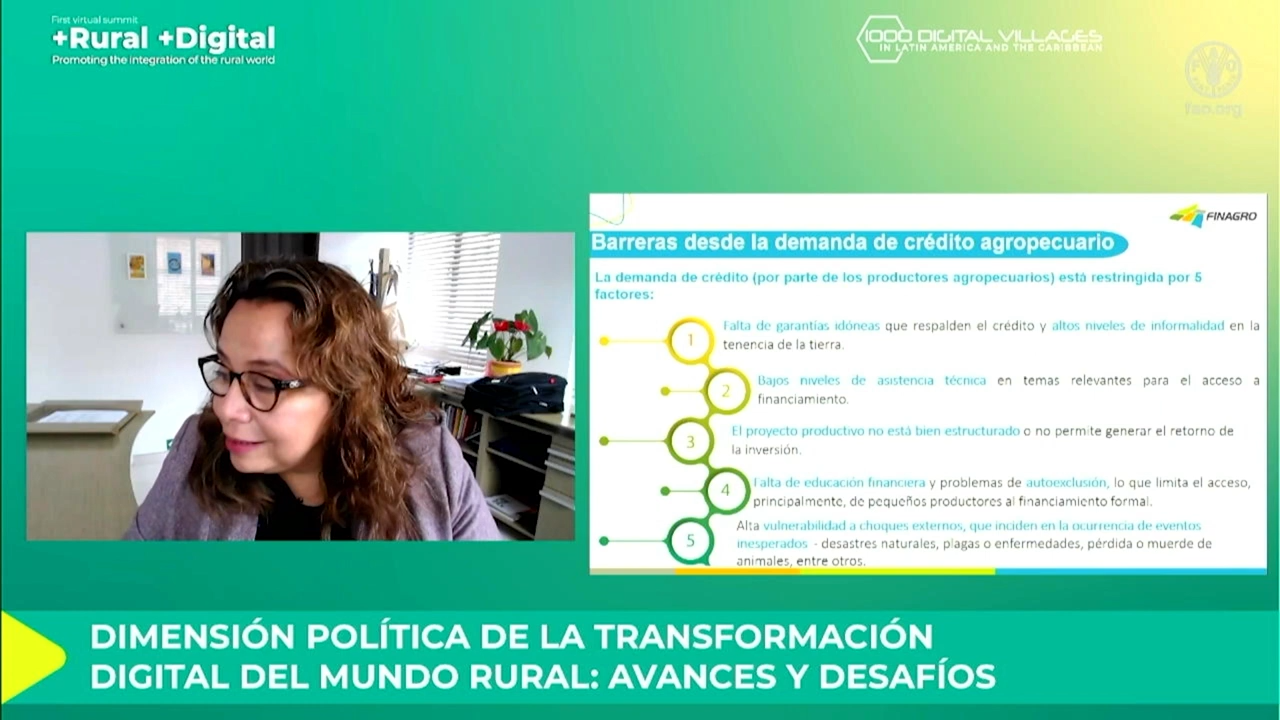 First virtual summit
+Rural +Digital
Promoting the integration of the rural world
1000 DIGITAL VILLAGES
IN LATIN AMERICA AND THE CARIBBEAN
FAO
FIAT PANIS
fao.org
FINAGRO
Barreras desde la demanda de crédito agropecuario
La demanda de crédito (por parte de los productores agropecuarios) está restringida por 5
factores:
1
Falta de garantías idóneas que respalden el crédito y altos niveles de informalidad en la
tenencia de la tierra.
2
Bajos niveles de asistencia técnica en temas relevantes para el acceso a
financiamiento.
3
El proyecto productivo no está bien estructurado o no permite generar el retorno de
la inversión.
4
Falta de educación financiera y problemas de autoexclusión, lo que limita el acceso,
principalmente, de pequeños productores al financiamiento formal.
5
Alta vulnerabilidad a choques externos, que inciden en la ocurrencia de eventos
inesperados - desastres naturales, plagas o enfermedades, pérdida o muerde de
animales, entre otros.
DIMENSIÓN POLÍTICA DE LA TRANSFORMACIÓN
DIGITAL DEL MUNDO RURAL: AVANCES Y DESAFÍOS